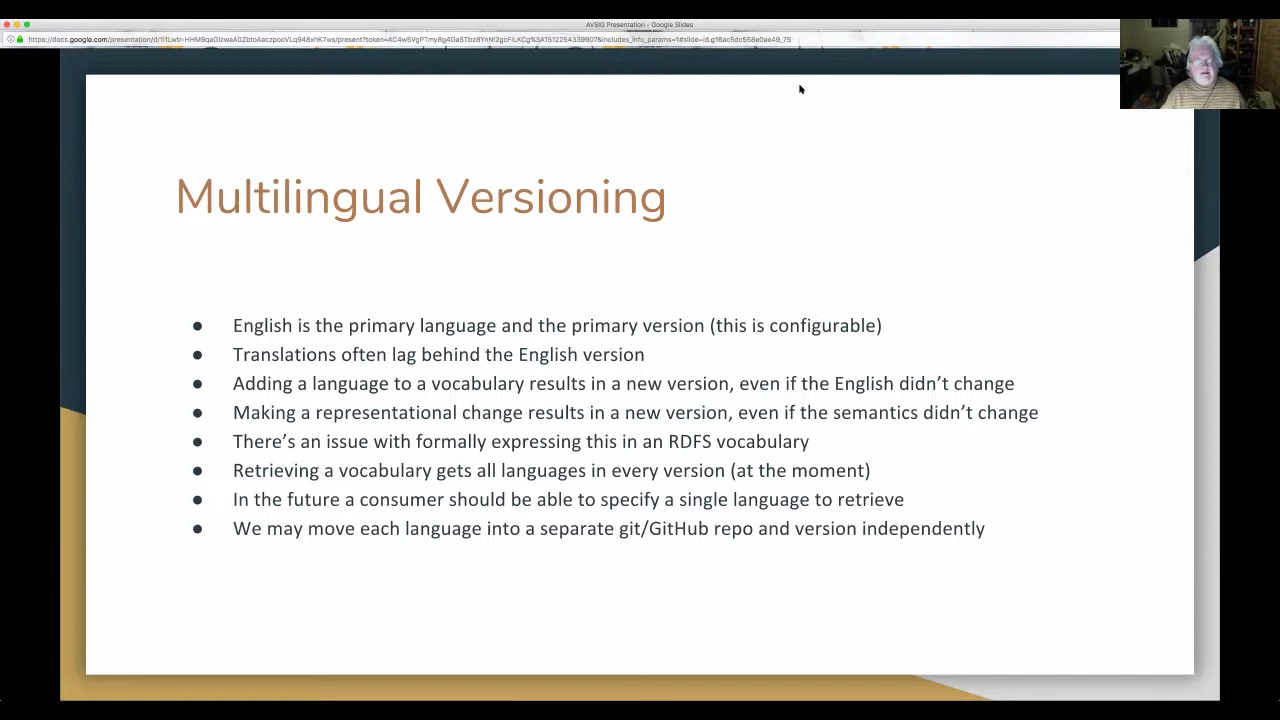 AVSIG Presentation - Google Slides
Multilingual Versioning
● English is the primary language and the primary version (this is configurable)
● Translations often lag behind the English version
● Adding a language to a vocabulary results in a new version, even if the English didn’t change
● Making a representational change results in a new version, even if the semantics didn’t change
● There’s an issue with formally expressing this in an RDFS vocabulary
● Retrieving a vocabulary gets all languages in every version (at the moment)
● In the future a consumer should be able to specify a single language to retrieve
● We may move each language into a separate git/GitHub repo and version independently